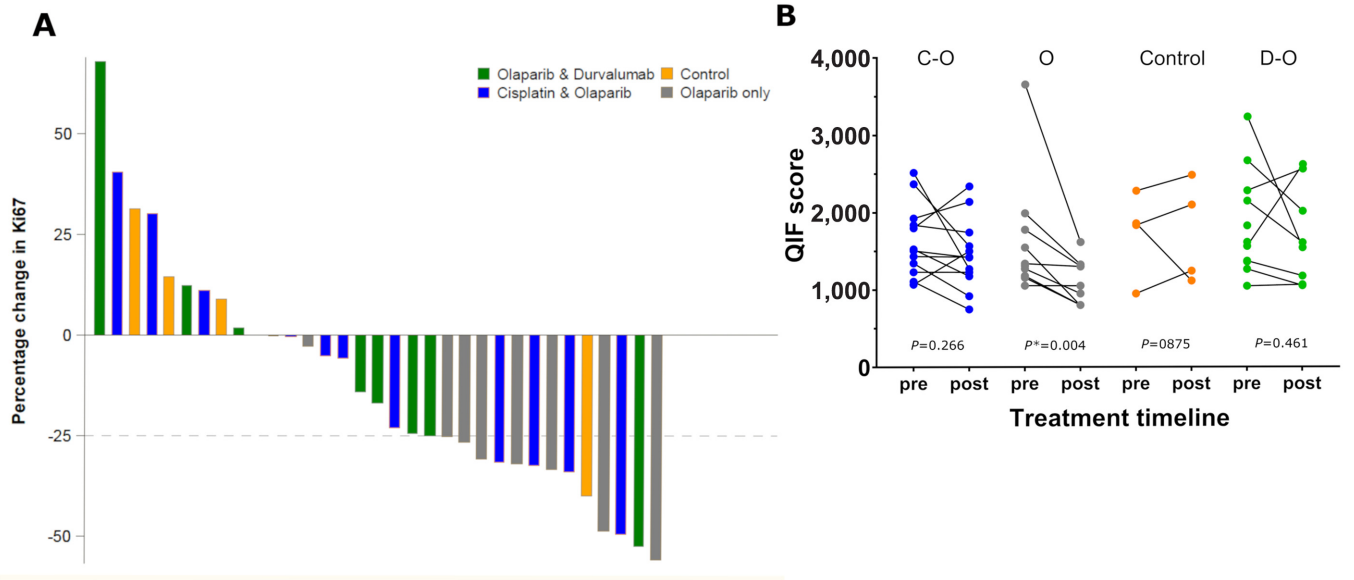 A
Percentage change in Ki67
50
25
0
-25
-50
Olaparib & Durvalumab
Control
Cisplatin & Olaparib
Olaparib only
B
QIF score
4,000
3,000
2,000
1,000
0
C-O
O
Control
D-O
P=0.266
P*=0.004
P=0875
P=0.461
pre
post
pre
post
pre
post
pre
post
Treatment timeline